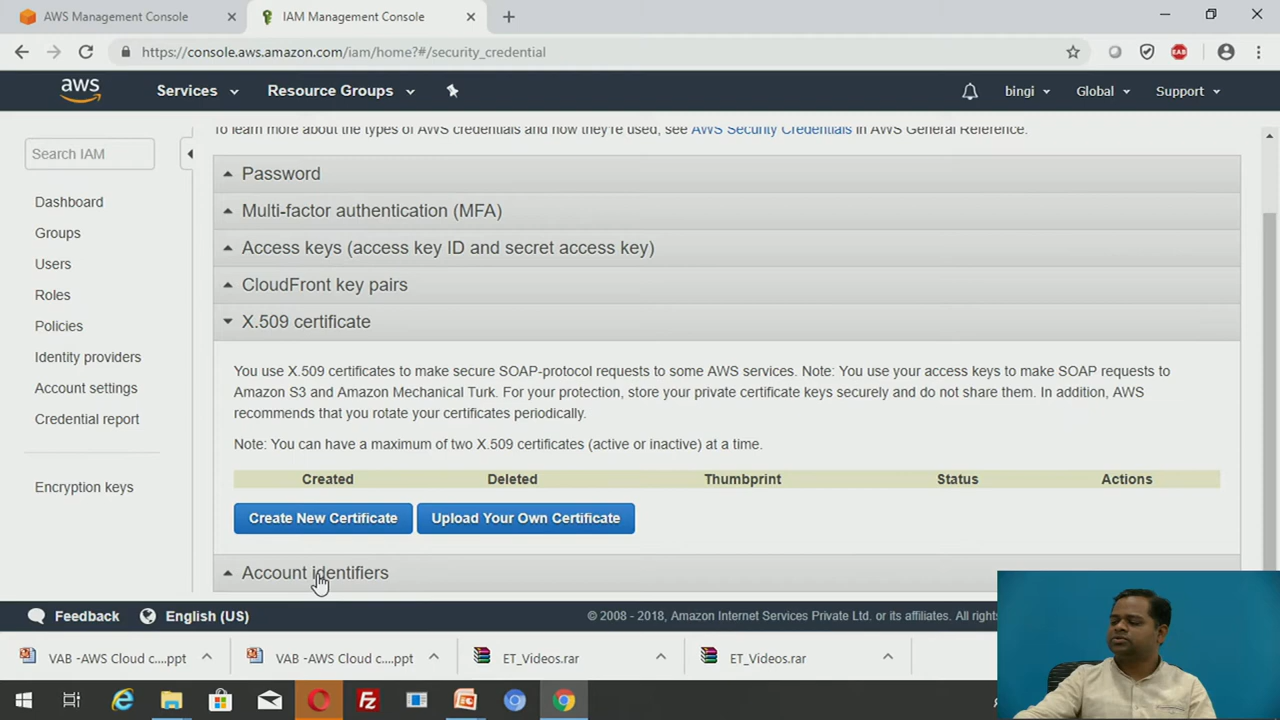 AWS Management Console
IAM Management Console
https://console.aws.amazon.com/iam/home?#/security_credential
EAB
aws
Services
Resource Groups
bingi
Global
Support
To learn more about the types of AWS credentials and how they're used, see AWS Security Credentials in AWS General Reference.
Search IAM
Dashboard
Groups
Users
Roles
Policies
Identity providers
Account settings
Credential report
Encryption keys
Password
Multi-factor authentication (MFA)
Access keys (access key ID and secret access key)
CloudFront key pairs
X.509 certificate
You use X.509 certificates to make secure SOAP-protocol requests to some AWS services. Note: You use your access keys to make SOAP requests to
Amazon S3 and Amazon Mechanical Turk. For your protection, store your private certificate keys securely and do not share them. In addition, AWS
recommends that you rotate your certificates periodically.
Note: You can have a maximum of two X.509 certificates (active or inactive) at a time.
Created Deleted Thumbprint Status Actions
Create New Certificate Upload Your Own Certificate
Account identifiers
Feedback
English (US)
© 2008 - 2018, Amazon Internet Services Private Ltd. or its affiliates. All righ
VAB -AWS Cloud c....ppt
VAB -AWS Cloud c....ppt
ET_Videos.rar
ET_Videos.rar